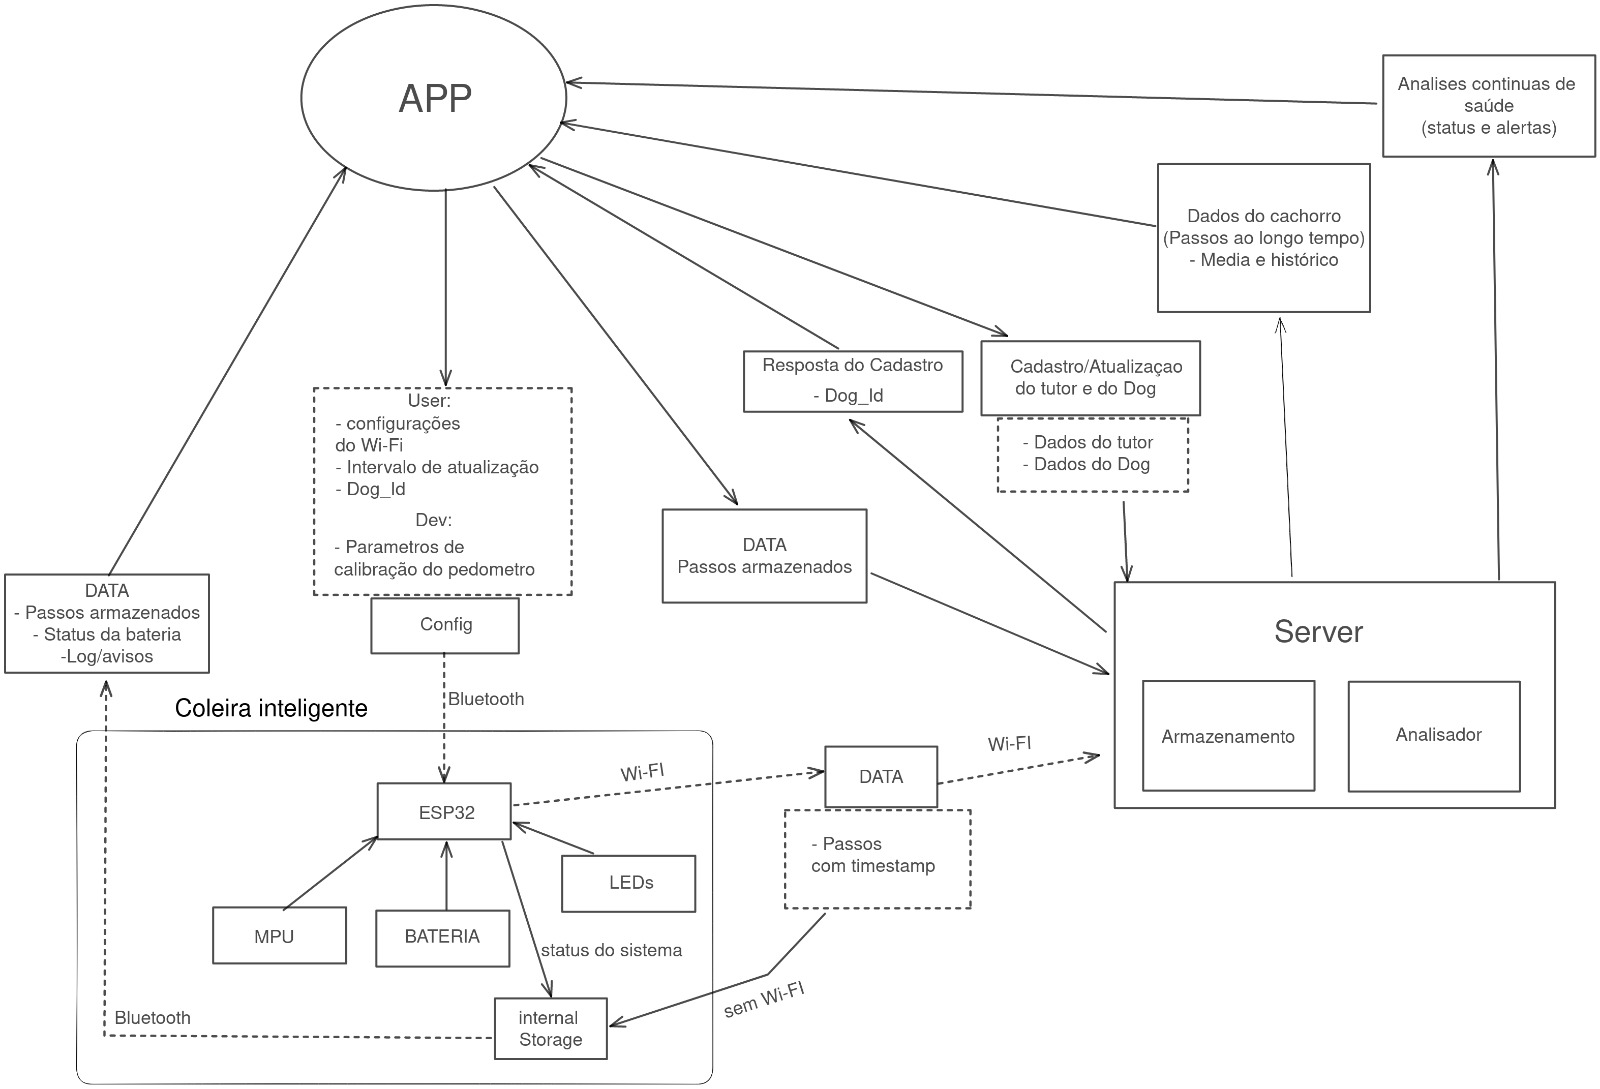 APP
Analises continuas de
saúde
(status e alertas)
Dados do cachorro
(Passos ao longo tempo)
- Media e histórico
Resposta do Cadastro
- Dog_Id
Cadastro/Atualizaçao
do tutor e do Dog
- Dados do tutor
- Dados do Dog
User:
- configurações
do Wi-Fi
- Intervalo de atualização
- Dog_Id
Dev:
- Parametros de
calibração do pedometro
Config
DATA
Passos armazenados
DATA
- Passos armazenados
- Status da bateria
-Log/avisos
Server
Armazenamento
Analisador
Bluetooth
Coleira inteligente
ESP32
Wi-FI
DATA
Wi-FI
- Passos
com timestamp
LEDs
MPU
BATERIA
status do sistema
sem Wi-FI
internal
Storage
Bluetooth